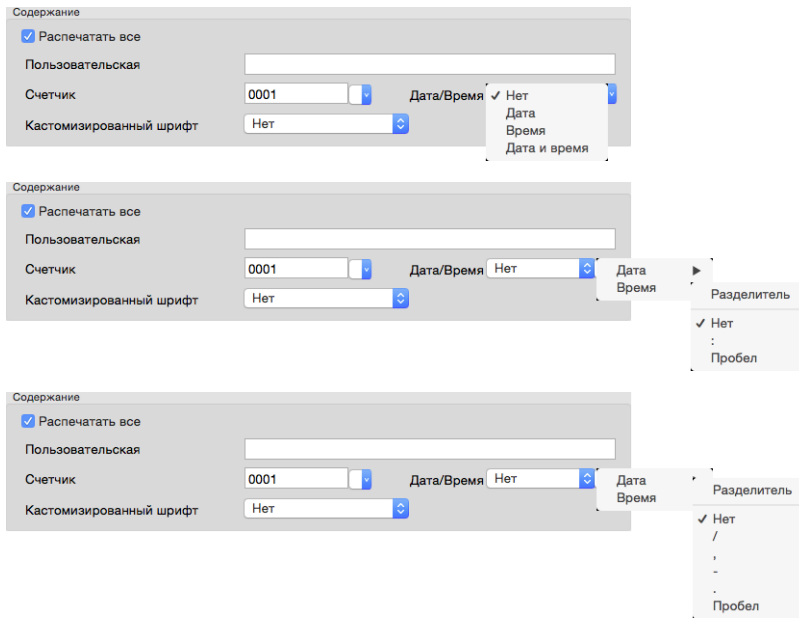 Содержание
Распечатать все
Пользовательская
Счетчик 0001 Дата/Время Нет
Дата
Время
Дата и время
Кастомизированный шрифт Нет
Содержание
Распечатать все
Пользовательская
Счетчик 0001 Дата/Время Нет Дата
Время
Кастомизированный шрифт Нет
Разделитель
Нет
:
Пробел
Содержание
Распечатать все
Пользовательская
Счетчик 0001 Дата/Время Нет Дата
Время
Кастомизированный шрифт Нет
Разделитель
Нет
/
,
-
.
Пробел